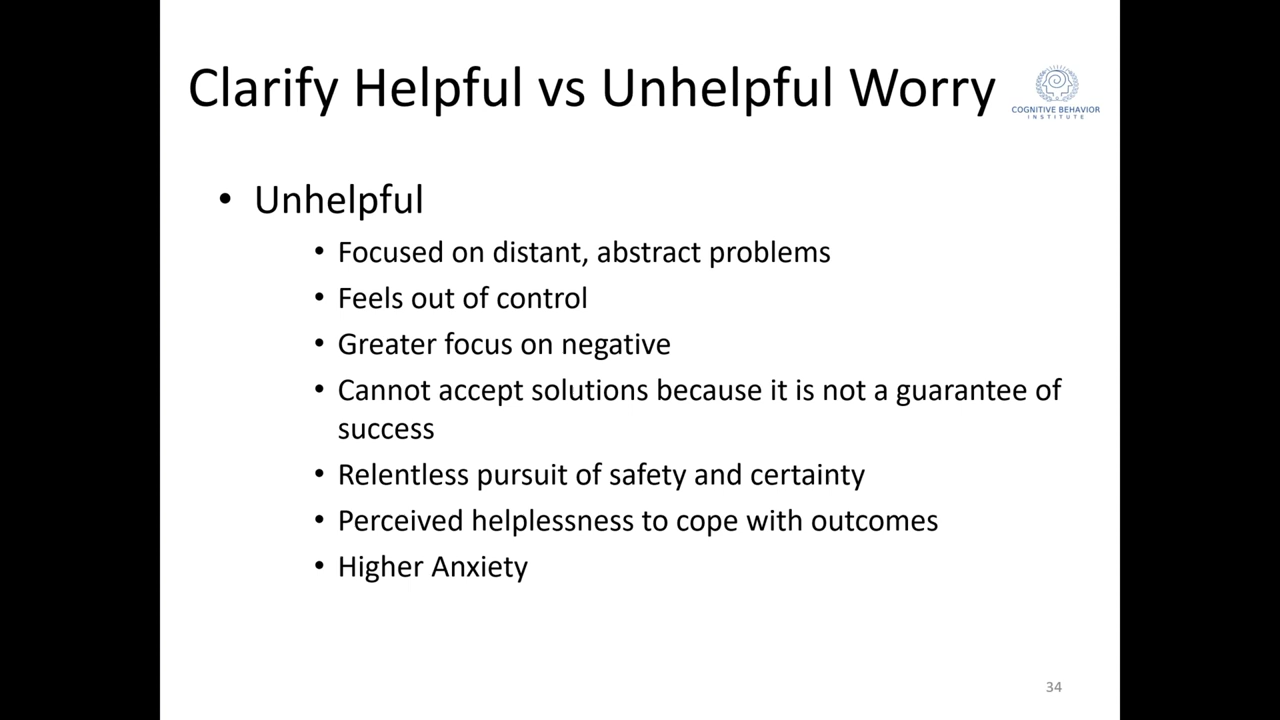 Clarify Helpful vs Unhelpful Worry
COGNITIVE BEHAVIOR
INSTITUTE
• Unhelpful
• Focused on distant, abstract problems
• Feels out of control
• Greater focus on negative
• Cannot accept solutions because it is not a guarantee of
success
• Relentless pursuit of safety and certainty
• Perceived helplessness to cope with outcomes
• Higher Anxiety
34